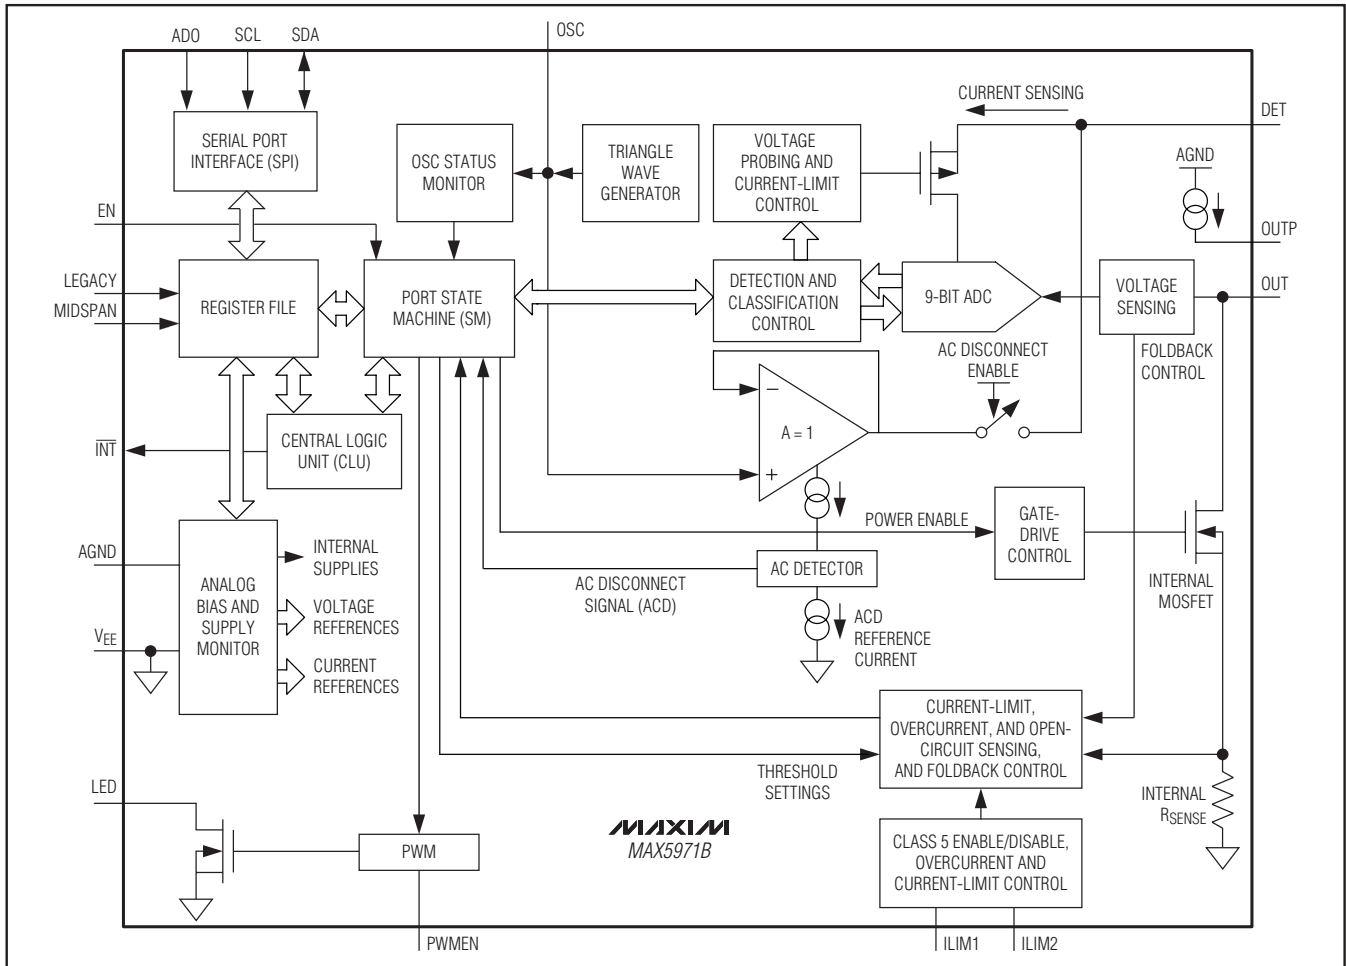 ADO
SCL
SDA
OSC
SERIAL PORT
INTERFACE (SPI)
OSC STATUS
MONITOR
TRIANGLE
WAVE
GENERATOR
VOLTAGE
PROBING AND
CURRENT-LIMIT
CONTROL
CURRENT SENSING
DET
AGND
OUTP
EN
LEGACY
MIDSPAN
REGISTER FILE
PORT STATE
MACHINE (SM)
DETECTION AND
CLASSIFICATION
CONTROL
9-BIT ADC
VOLTAGE
SENSING
OUT
FOLDBACK
CONTROL
AC DISCONNECT
ENABLE
−
A = 1
+
INT
CENTRAL LOGIC
UNIT (CLU)
POWER ENABLE
GATE-
DRIVE
CONTROL
INTERNAL
MOSFET
AGND
VEE
ANALOG
BIAS AND
SUPPLY
MONITOR
INTERNAL
SUPPLIES
VOLTAGE
REFERENCES
CURRENT
REFERENCES
AC DISCONNECT
SIGNAL (ACD)
AC DETECTOR
ACD
REFERENCE
CURRENT
CURRENT-LIMIT,
OVERCURRENT, AND OPEN-
CIRCUIT SENSING,
AND FOLDBACK CONTROL
THRESHOLD
SETTINGS
INTERNAL
RSENSE
LED
PWM
MAXIM
MAX5971B
CLASS 5 ENABLE/DISABLE,
OVERCURRENT AND
CURRENT-LIMIT CONTROL
PWMEN
ILIM1
ILIM2